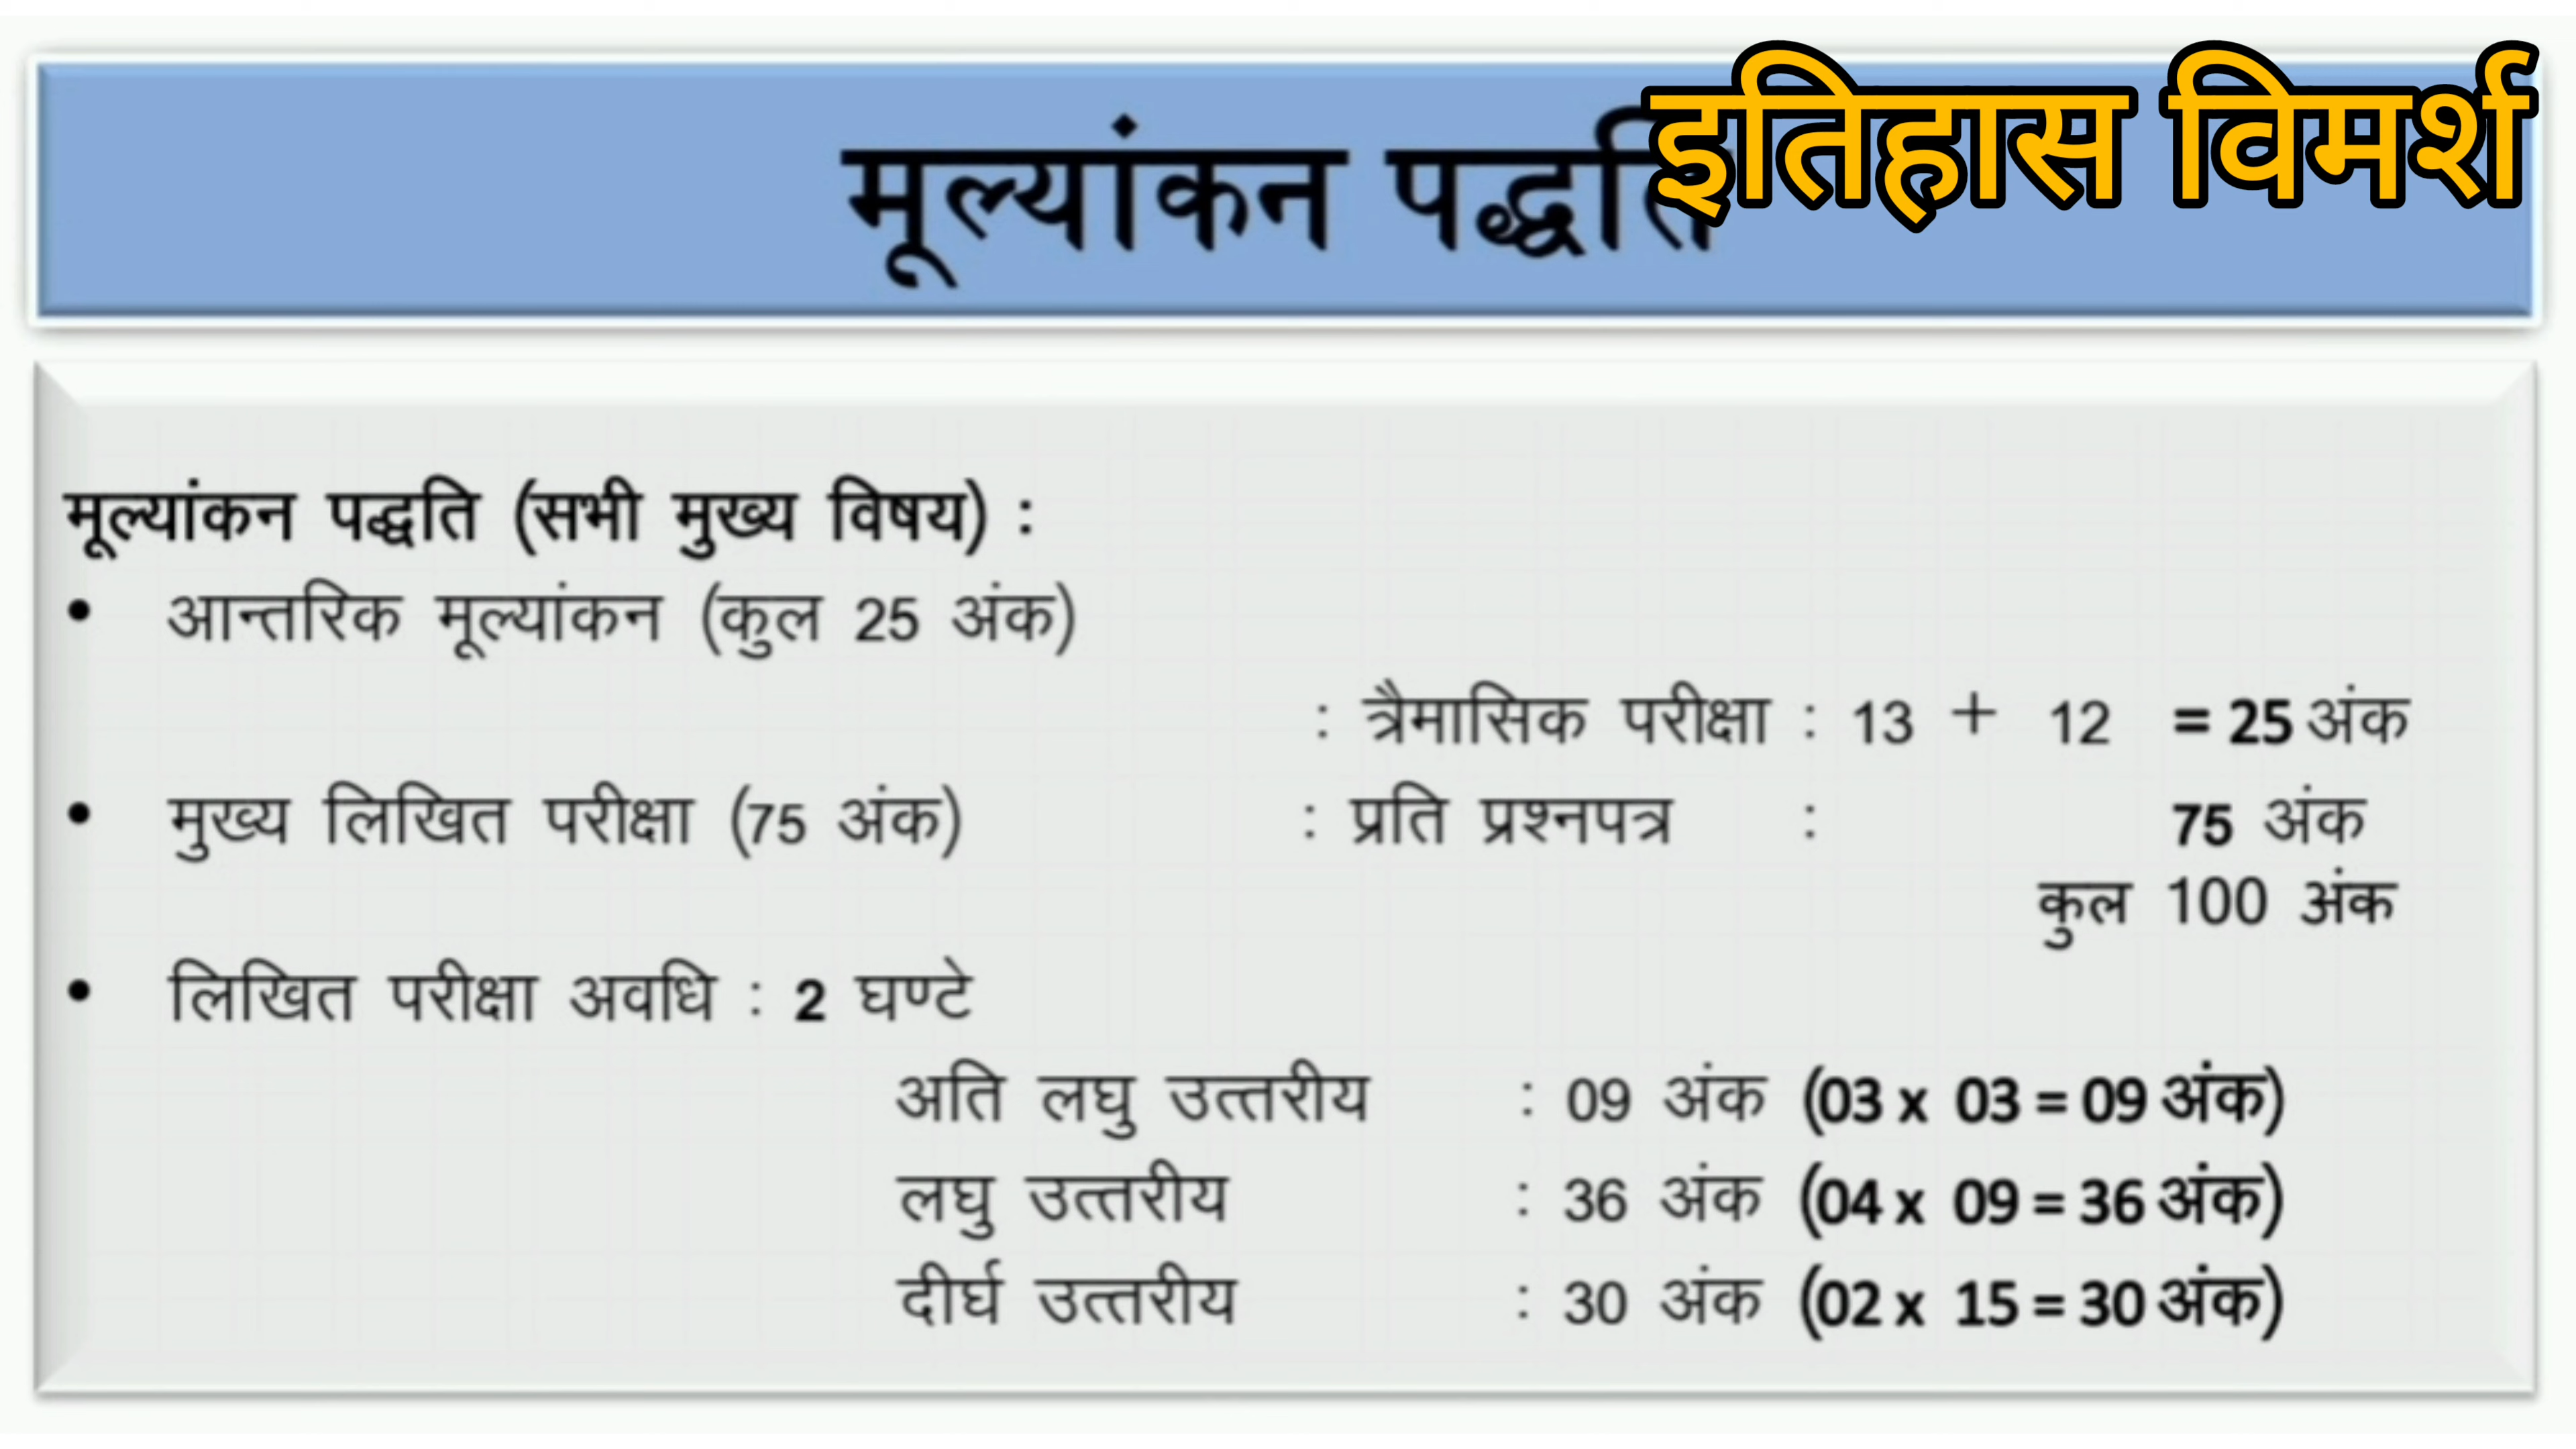 इतिहास विमर्श
मूल्यांकन पद्धति
मूल्यांकन पद्धति (सभी मुख्य विषय) :
• आन्तरिक मूल्यांकन (कुल 25 अंक)
: त्रैमासिक परीक्षा : 13 + 12 = 25 अंक
• मुख्य लिखित परीक्षा (75 अंक) : प्रति प्रश्नपत्र : 75 अंक
कुल 100 अंक
• लिखित परीक्षा अवधि : 2 घण्टे
अति लघु उत्तरीय : 09 अंक (03 x 03 = 09 अंक)
लघु उत्तरीय : 36 अंक (04 x 09 = 36 अंक)
दीर्घ उत्तरीय : 30 अंक (02 x 15 = 30 अंक)